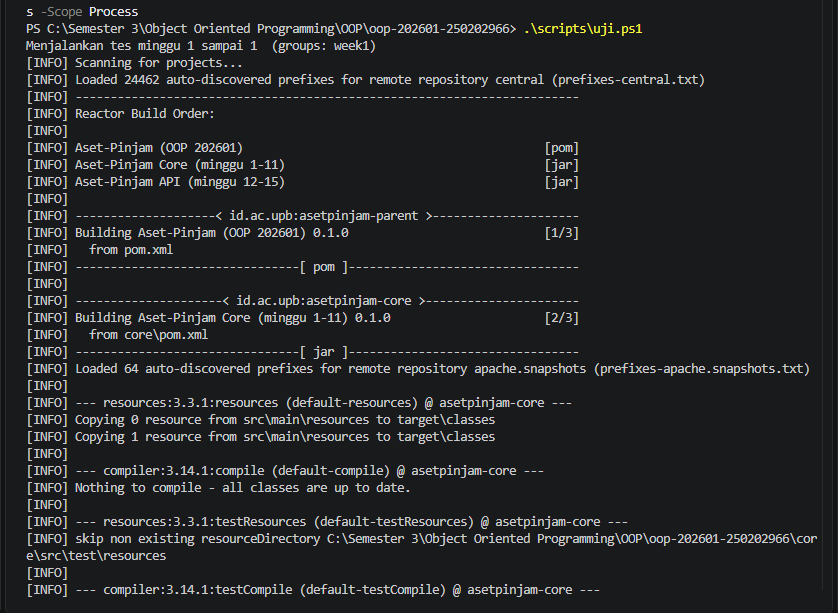 s -Scope Process
PS C:\Semester 3\Object Oriented Programming\OOP\oop-202601-250202966> .\scripts\uji.ps1
Menjalankan tes minggu 1 sampai 1  (groups: week1)
[INFO] Scanning for projects...
[INFO] Loaded 24462 auto-discovered prefixes for remote repository central (prefixes-central.txt)
[INFO] ------------------------------------------------------------------------
[INFO] Reactor Build Order:
[INFO]
[INFO] Aset-Pinjam (OOP 202601)                                           [pom]
[INFO] Aset-Pinjam Core (minggu 1-11)                                     [jar]
[INFO] Aset-Pinjam API (minggu 12-15)                                     [jar]
[INFO]
[INFO] --------------------< id.ac.upb:asetpinjam-parent >---------------------
[INFO] Building Aset-Pinjam (OOP 202601) 0.1.0                            [1/3]
[INFO]   from pom.xml
[INFO] --------------------------------[ pom ]---------------------------------
[INFO]
[INFO] ---------------------< id.ac.upb:asetpinjam-core >----------------------
[INFO] Building Aset-Pinjam Core (minggu 1-11) 0.1.0                      [2/3]
[INFO]   from core\pom.xml
[INFO] --------------------------------[ jar ]---------------------------------
[INFO] Loaded 64 auto-discovered prefixes for remote repository apache.snapshots (prefixes-apache.snapshots.txt)
[INFO]
[INFO] --- resources:3.3.1:resources (default-resources) @ asetpinjam-core ---
[INFO] Copying 0 resource from src\main\resources to target\classes
[INFO] Copying 1 resource from src\main\resources to target\classes
[INFO]
[INFO] --- compiler:3.14.1:compile (default-compile) @ asetpinjam-core ---
[INFO] Nothing to compile - all classes are up to date.
[INFO]
[INFO] --- resources:3.3.1:testResources (default-testResources) @ asetpinjam-core ---
[INFO] skip non existing resourceDirectory C:\Semester 3\Object Oriented Programming\OOP\oop-202601-250202966\cor
e\src\test\resources
[INFO]
[INFO] --- compiler:3.14.1:testCompile (default-testCompile) @ asetpinjam-core ---